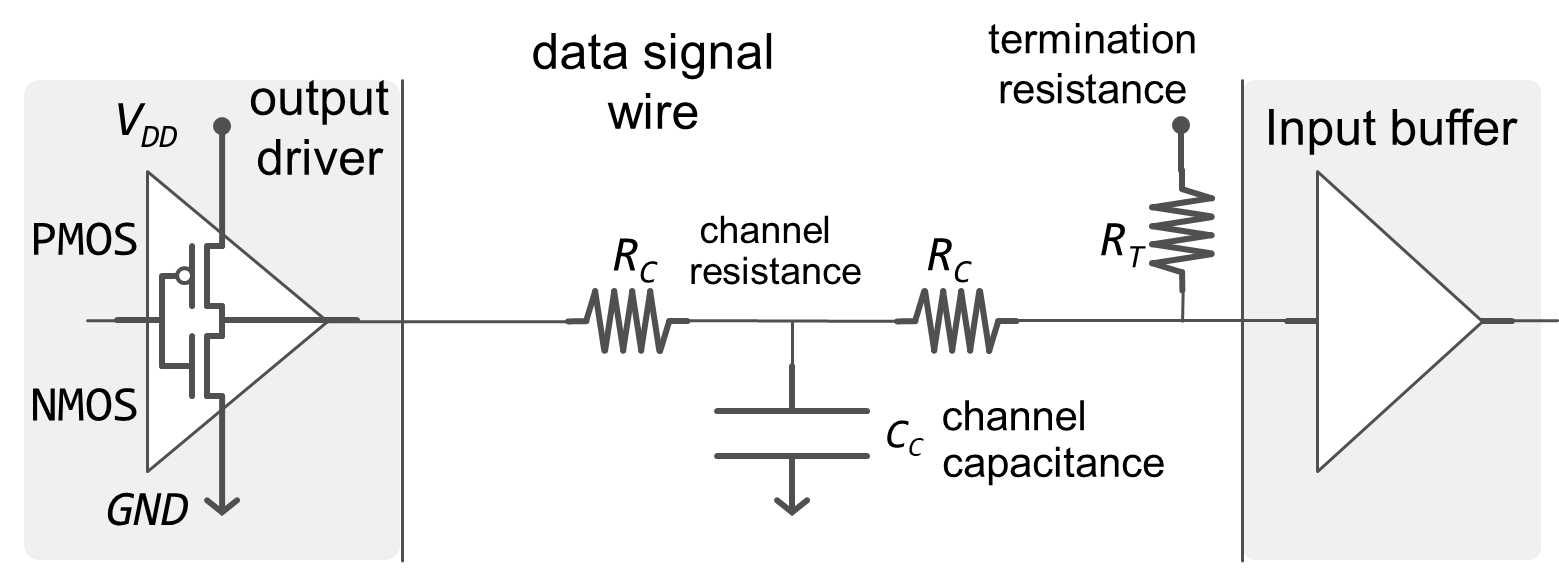 V_DD
output
driver
PMOS
NMOS
GND
data signal
wire
R_C
channel
resistance
R_C
C_C
channel
capacitance
termination
resistance
R_T
Input buffer